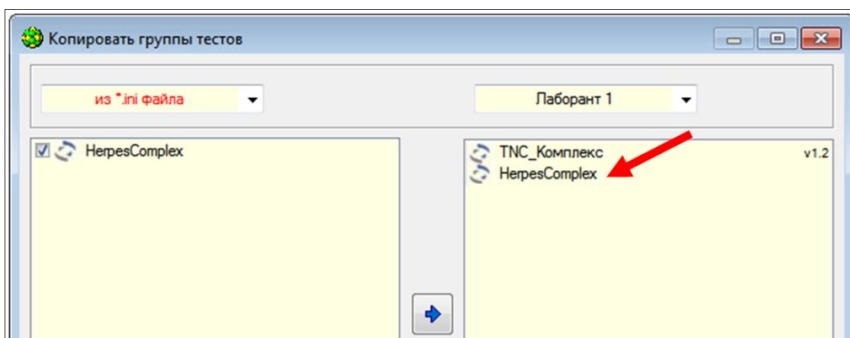 Копировать группы тестов
из *.ini файла
Лаборант 1
HerpesComplex
TNC_Комплекс v1.2
HerpesComplex